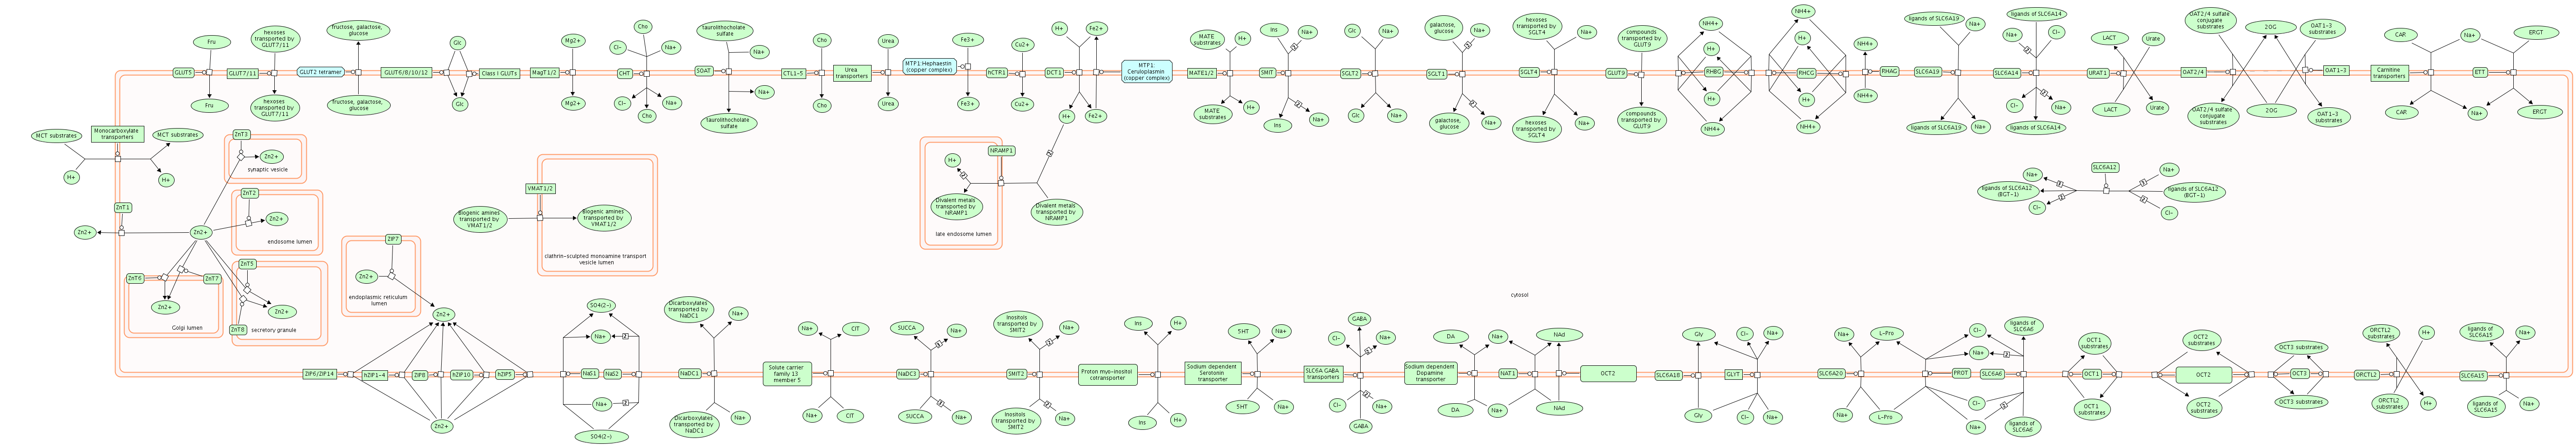 Fru
hexoses
transported by
GLUT7/11
fructose, galactose,
glucose
Glc
Mg2+
Cho
Cl-
Na+
taurolithocholate
sulfate
Na+
Cho
Urea
Fe3+
Cu2+
H+
Fe2+
MATE
substrates
H+
Ins
Na+
Glc
Na+
galactose,
glucose
Na+
hexoses
transported by
SGLT4
Na+
compounds
transported by
GLUT9
NH4+
H+
NH4+
H+
NH4+
ligands of SLC6A19
Na+
ligands of SLC6A14
Na+
Cl-
2
LACT
Urate
OAT2/4 sulfate
conjugate
substrates
2OG
OAT1-3
substrates
CAR
Na+
ERGT
GLUT5
GLUT7/11
GLUT2 tetramer
GLUT6/8/10/12
Class I GLUTs
MagT1/2
CHT
SOAT
CTL1-5
Urea
transporters
MTF1:Hephaestin
(copper complex)
hCTR1
DCT1
MTF1:
Ceruloplasmin
(copper complex)
MATE1/2
SMIT
SGLT2
SGLT1
SGLT4
GLUT9
RHBG
RHCG
RHAG
SLC6A19
SLC6A14
URAT1
OAT2/4
OAT1-3
Carnitine
transporters
ETT
Fru
hexoses
transported by
GLUT7/11
fructose, galactose,
glucose
Glc
Mg2+
Cl-
Na+
Cho
Na+
taurolithocholate
sulfate
Cho
Urea
Fe3+
Cu2+
H+
Fe2+
MATE
substrates
H+
Ins
2
Na+
Glc
Na+
galactose,
glucose
2
Na+
hexoses
transported by
SGLT4
Na+
compounds
transported by
GLUT9
H+
NH4+
H+
NH4+
NH4+
ligands of SLC6A19
Na+
Cl-
2
Na+
ligands of SLC6A14
LACT
Urate
OAT2/4 sulfate
conjugate
substrates
2OG
OAT1-3
substrates
CAR
Na+
ERGT
MCT substrates
Monocarboxylate
transporters
MCT substrates
H+
H+
ZnT3
Zn2+
synaptic vesicle
ZnT2
Zn2+
endosome lumen
ZnT1
Zn2+
Zn2+
ZnT6
ZnT7
Zn2+
Golgi lumen
ZnT5
Zn2+
ZnT8
secretory granule
ZIP7
Zn2+
endoplasmic reticulum
lumen
VMAT1/2
Biogenic amines
transported by
VMAT1/2
Biogenic amines
transported by
VMAT1/2
clathrin-sculpted monoamine transport
vesicle lumen
NRAMP1
H+
Divalent metals
transported by
NRAMP1
Divalent metals
transported by
NRAMP1
late endosome lumen
SLC6A12
Na+
ligands of SLC6A12
(BGT-1)
Cl-
Na+
ligands of SLC6A12
(BGT-1)
Cl-
cytosol
Zn2+
SO4(2-)
Na+
2
Dicarboxylates
transported by
NaDC1
Na+
Na+
CIT
SUCCA
Na+
Inositols
transported by
SMIT2
Na+
Ins
H+
5HT
Na+
GABA
Cl-
Na+
DA
Na+
NAd
Gly
Cl-
Na+
Na+
L-Pro
Cl-
Na+
2
ligands of
SLC6A6
OCT1
substrates
OCT2
substrates
OCT3 substrates
ORCTL2
substrates
H+
ligands of
SLC6A15
Na+
ZIP6/ZIP14
hZIP1-4
ZIP8
hZIP10
hZIP5
NaS1
NaS2
NaDC1
Solute carrier
family 13
member 5
NaDC3
SMIT2
Proton myo-inositol
cotransporter
Sodium dependent
Serotonin
transporter
SLC6A GABA
transporters
Sodium dependent
Dopamine
transporter
NAT1
OCT2
SLC6A18
GLYT
SLC6A20
PROT
SLC6A6
OCT1
OCT2
OCT3
ORCTL2
SLC6A15
Zn2+
Na+
2
SO4(2-)
Dicarboxylates
transported by
NaDC1
Na+
Na+
CIT
SUCCA
Na+
Inositols
transported by
SMIT2
Na+
Ins
H+
5HT
Na+
Cl-
Na+
GABA
DA
Na+
NAd
Gly
Cl-
Na+
Na+
L-Pro
Cl-
Na+
ligands of
SLC6A6
OCT1
substrates
OCT2
substrates
OCT3 substrates
ORCTL2
substrates
H+
ligands of
SLC6A15
Na+